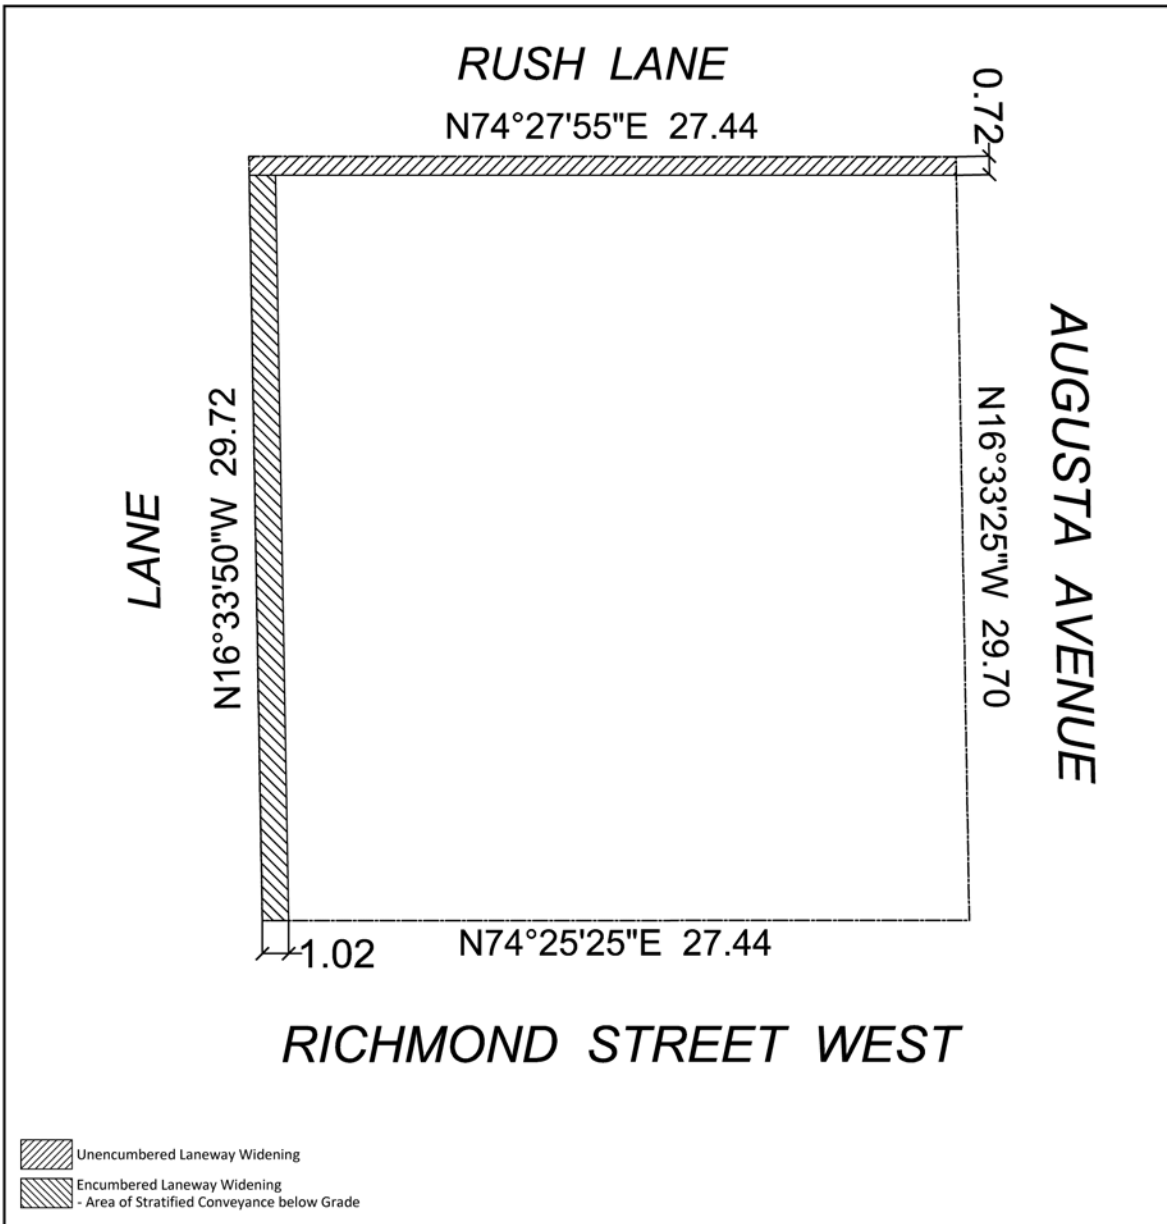 RUSH LANE
N74°27'55"E 27.44
0.72
LANE
N16°33'50"W 29.72
N16°33'25"W 29.70
AUGUSTA AVENUE
1.02
N74°25'25"E 27.44
RICHMOND STREET WEST
Unencumbered Laneway Widening
Encumbered Laneway Widening
- Area of Stratified Conveyance below Grade